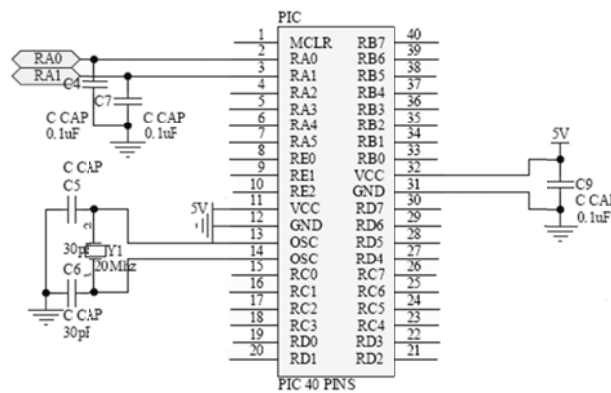 PIC
1 MCLR RB7 40
2 RA0 RB6 39
3 RA1 RB5 38
4 RA2 RB4 37
5 RA3 RB3 36
6 RA4 RB2 35
7 RA5 RB1 34
8 RE0 RB0 33
9 RE1 VCC 32
10 RE2 GND 31
11 VCC RD7 30
12 GND RD6 29
13 OSC RD5 28
14 OSC RD4 27
15 RC0 RC7 26
16 RC1 RC6 25
17 RC2 RC5 24
18 RC3 RC4 23
19 RD0 RD3 22
20 RD1 RD2 21
PIC 40 PINS
RA0
RA1
C4
C7
C CAP
0.1uF
C CAP
0.1uF
C CAP
C5
30pF
2
Y1
20Mhz
1
C6
C CAP
30pF
5V
5V
C9
C CAP
0.1uF